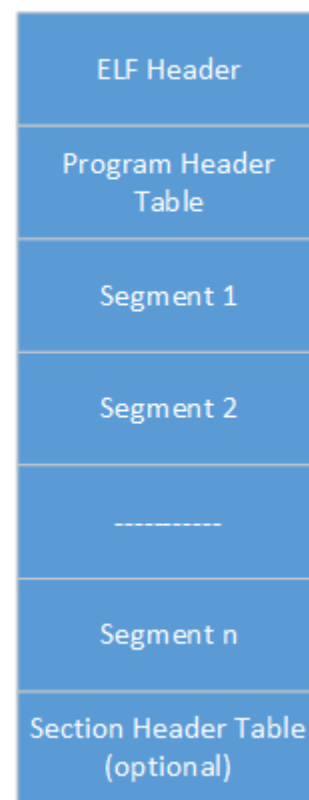 ELF Header
Program Header
Table
Segment 1
Segment 2
-----------
Segment n
Section Header Table
(optional)